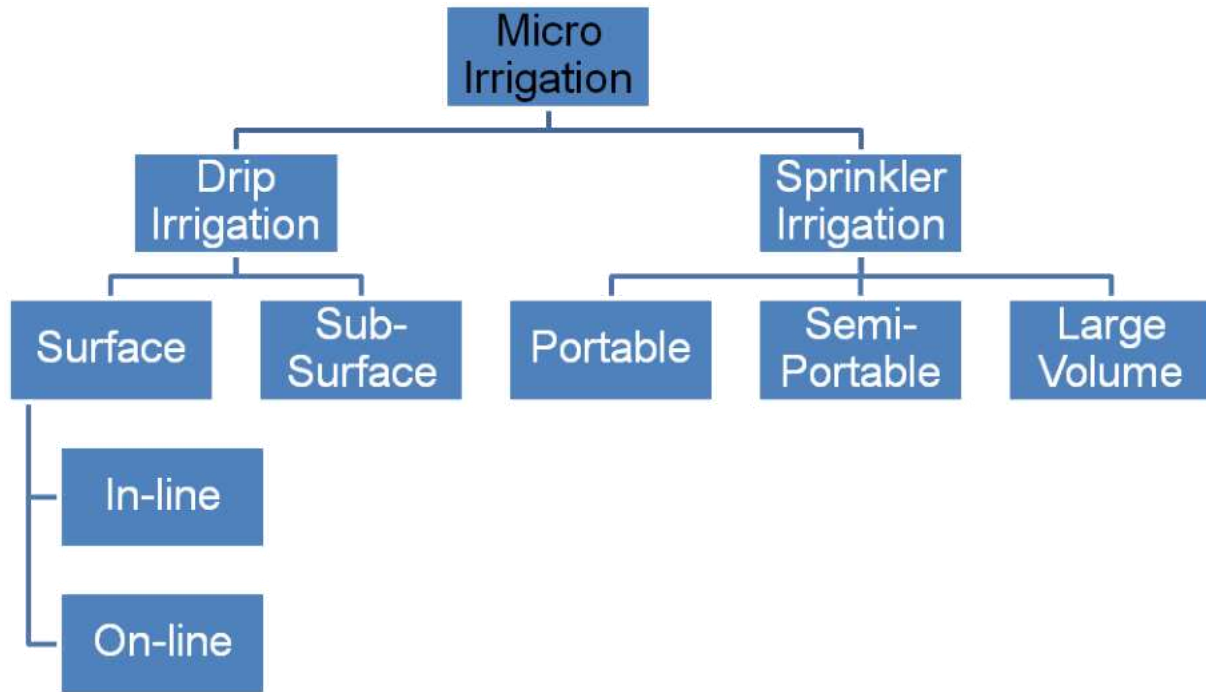 Micro
Irrigation
Drip
Irrigation
Sprinkler
Irrigation
Surface
Sub-
Surface
Portable
Semi-
Portable
Large
Volume
In-line
On-line